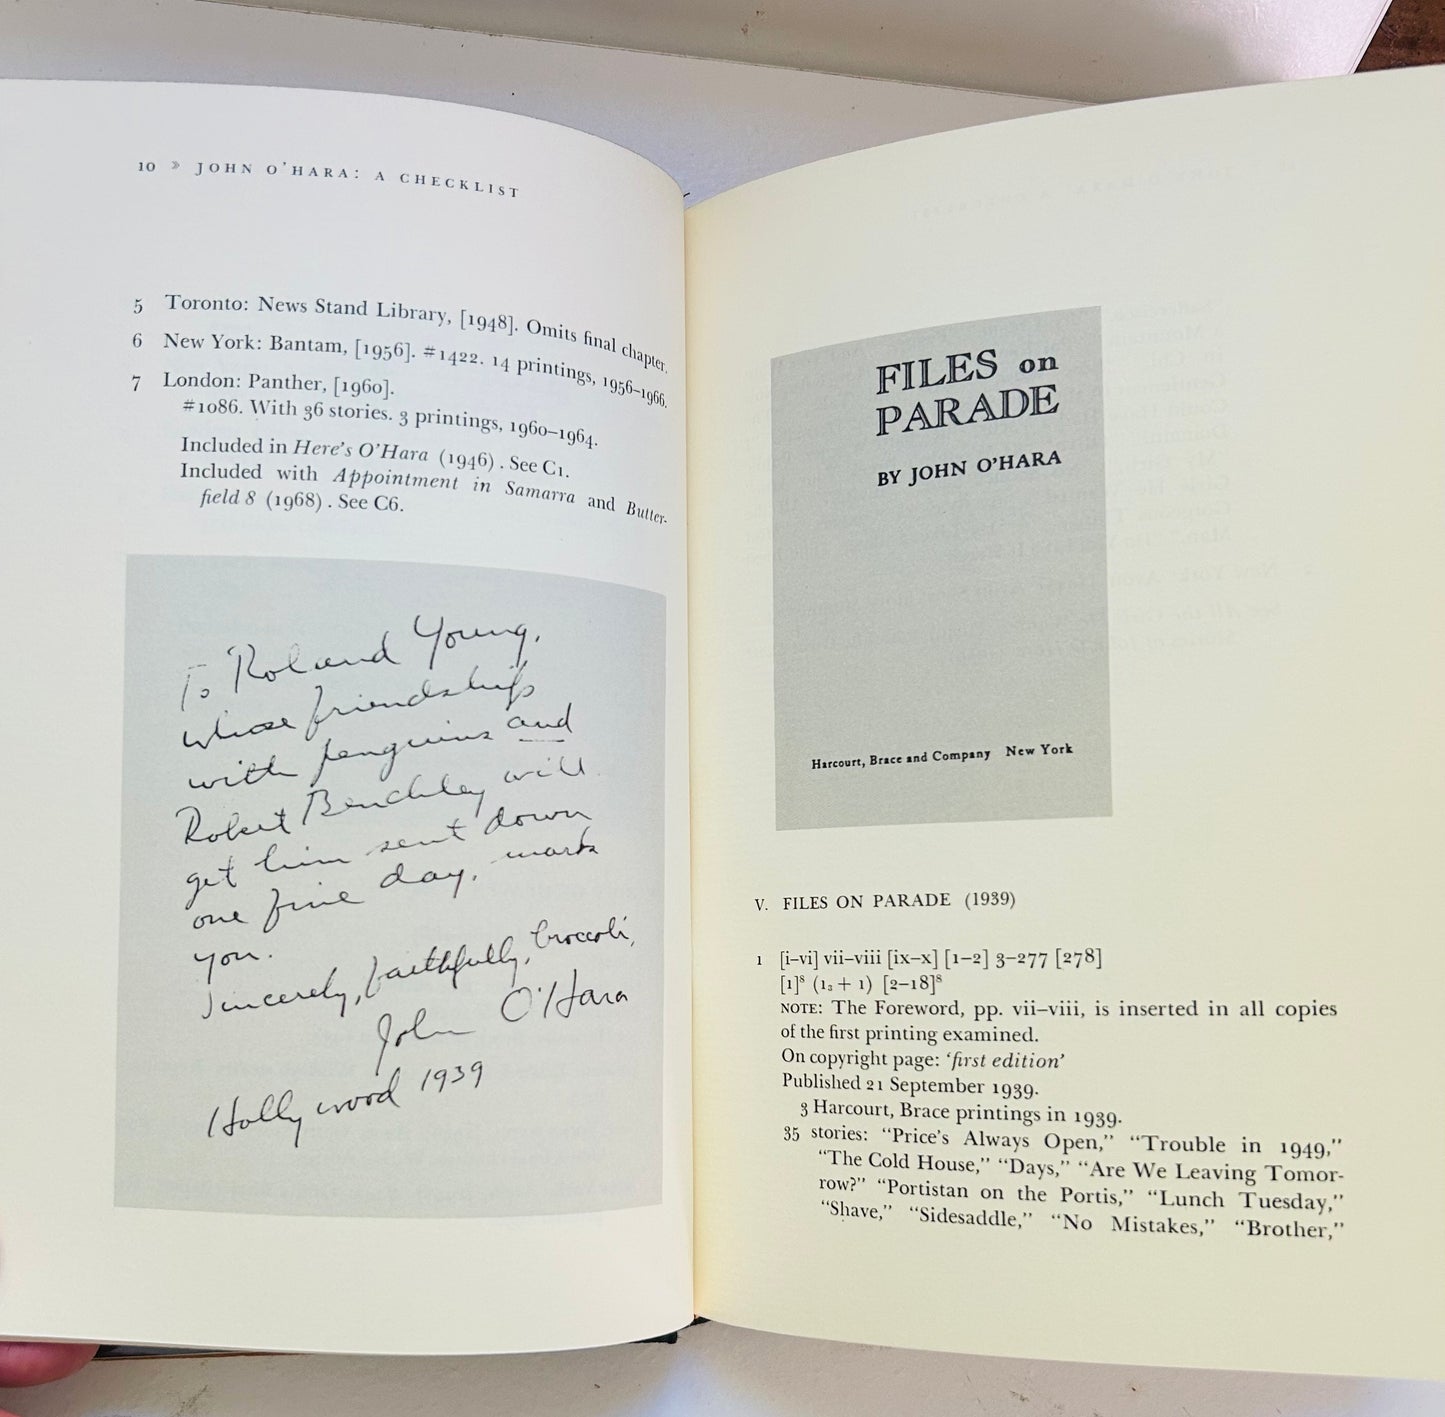 10 » JOHN O'HARA: A CHECKLIST
5 Toronto: News Stand Library, [1948]. Omits final chapter.
6 New York: Bantam, [1956]. #1422. 14 printings, 1956–1966.
7 London: Panther, [1960].
#1086. With 36 stories. 3 printings, 1960–1964.
Included in Here's O'Hara (1946). See C1.
Included with Appointment in Samarra and Butter-
field 8 (1968). See C6.
To Roland Young,
whose friendship
with penguins and
Robert Benchley will
get him sent down
one fine day, mark
you.
Sincerely, faithfully, broccoli,
John O'Hara
Hollywood 1939
FILES on
PARADE
BY JOHN O'HARA
Harcourt, Brace and Company New York
V. FILES ON PARADE (1939)
1 [i–vi] vii–viii [ix–x] [1–2] 3–277 [278]
[1]⁸ (1₃ + 1) [2–18]⁸
NOTE: The Foreword, pp. vii–viii, is inserted in all copies
of the first printing examined.
On copyright page: 'first edition'
Published 21 September 1939.
3 Harcourt, Brace printings in 1939.
35 stories: "Price's Always Open," "Trouble in 1949,"
"The Cold House," "Days," "Are We Leaving Tomor-
row?" "Portistan on the Portis," "Lunch Tuesday,"
"Shave," "Sidesaddle," "No Mistakes," "Brother,"